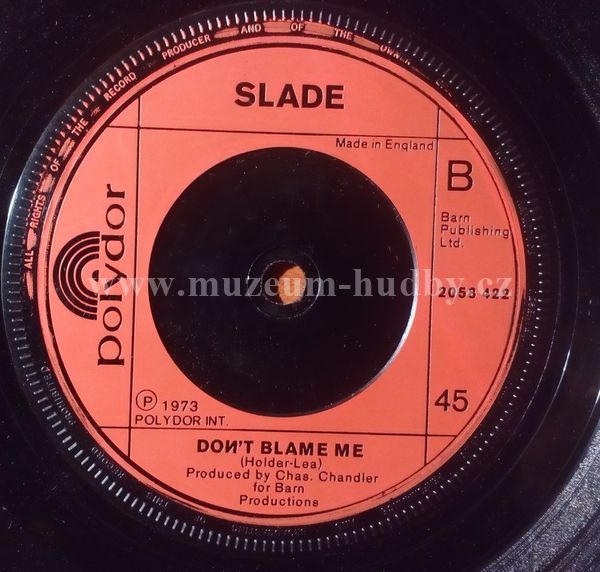 ALL RIGHTS OF THE RECORD PRODUCER AND OF THE OWNER
SLADE
Made in England
B
Barn
Publishing
Ltd.
polydor
www.muzeum-hudby.cz
2053 422
45
℗ 1973
POLYDOR INT.
DON'T BLAME ME
(Holder-Lea)
Produced by Chas. Chandler
for Barn
Productions